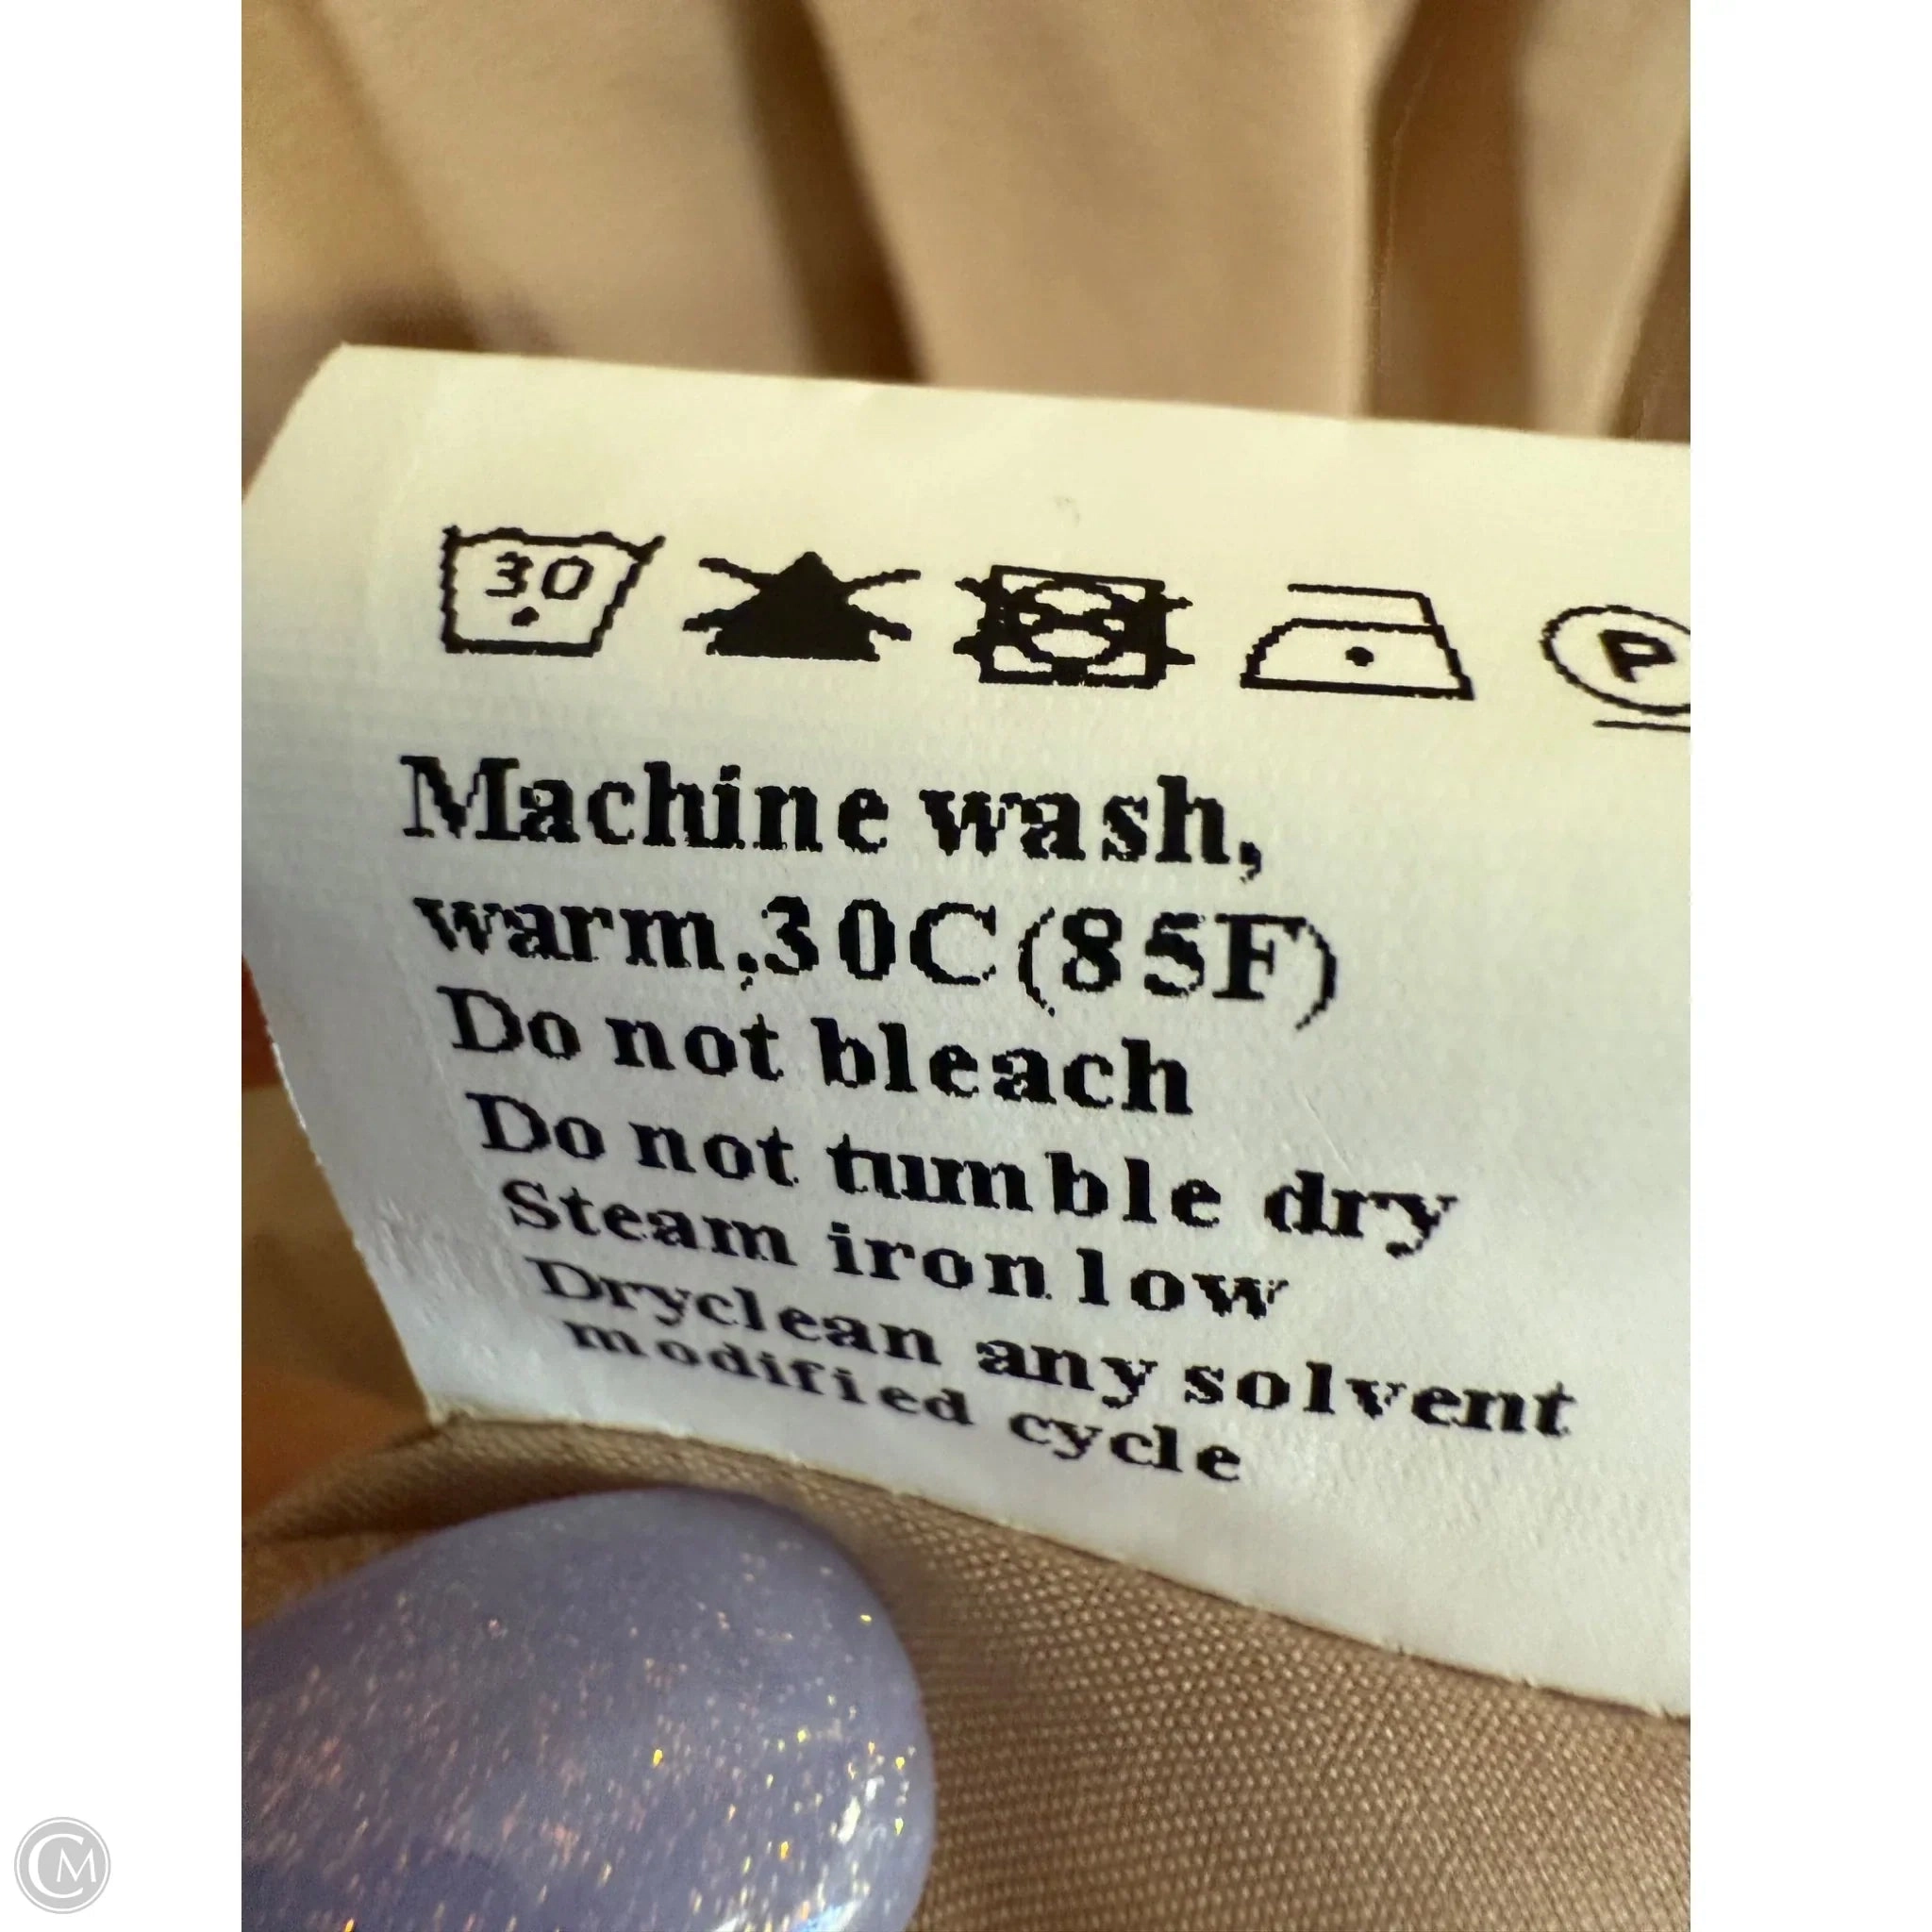 30
P
Machine wash,
warm,30C(85F)
Do not bleach
Do not tumble dry
Steam iron low
Dryclean any solvent
modified cycle
CM